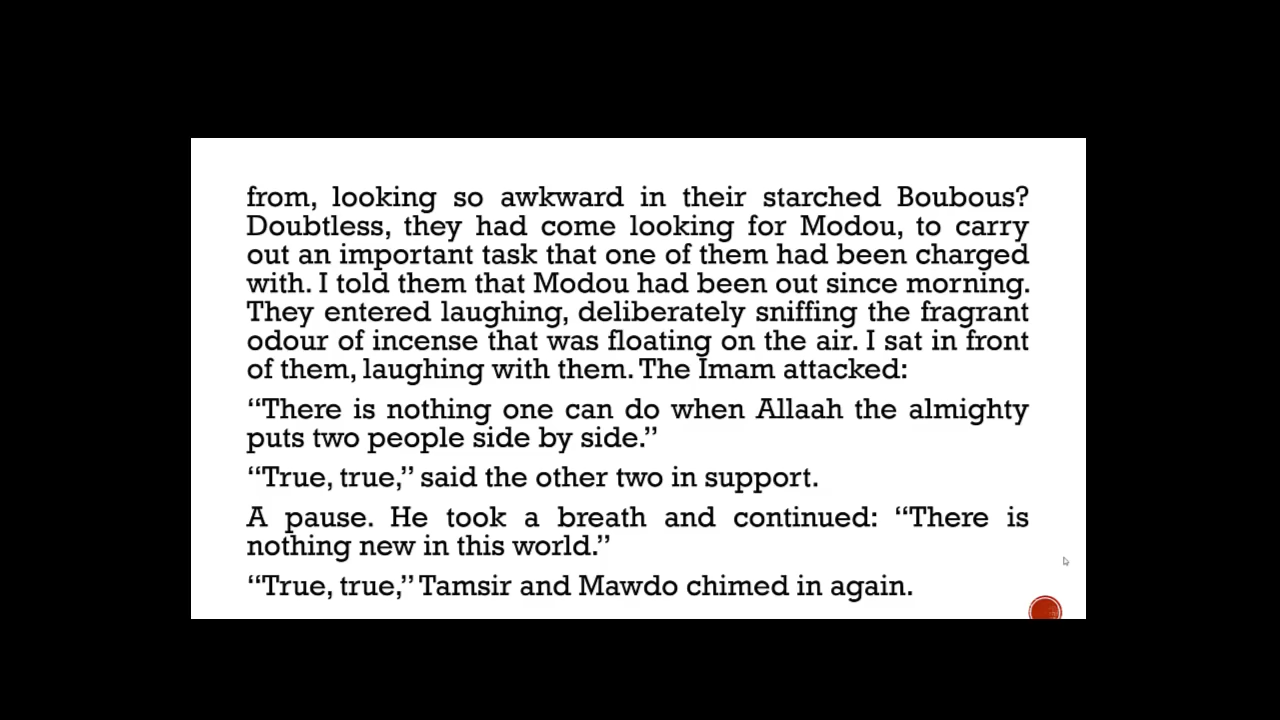 from, looking so awkward in their starched Boubous?
Doubtless, they had come looking for Modou, to carry
out an important task that one of them had been charged
with. I told them that Modou had been out since morning.
They entered laughing, deliberately sniffing the fragrant
odour of incense that was floating on the air. I sat in front
of them, laughing with them. The Imam attacked:
“There is nothing one can do when Allaah the almighty
puts two people side by side.”
“True, true,” said the other two in support.
A pause. He took a breath and continued: “There is
nothing new in this world.”
“True, true,” Tamsir and Mawdo chimed in again.